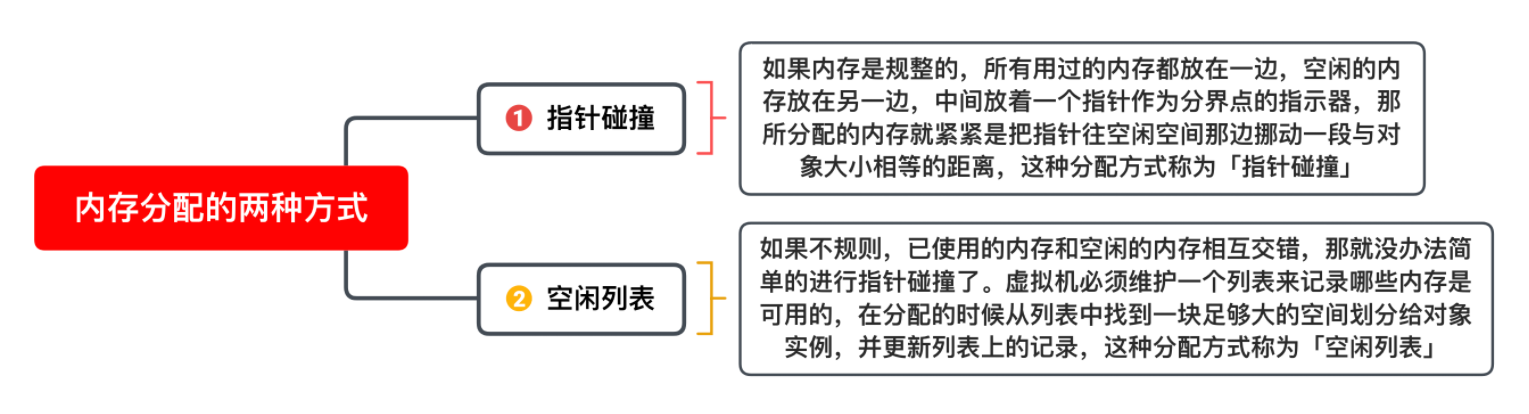 内存分配的两种方式
1 指针碰撞
如果内存是规整的，所有用过的内存都放在一边，空闲的内
存放在另一边，中间放着一个指针作为分界点的指示器，那
所分配的内存就紧紧是把指针往空闲空间那边挪动一段与对
象大小相等的距离，这种分配方式称为「指针碰撞」
2 空闲列表
如果不规则，已使用的内存和空闲的内存相互交错，那就没办法简
单的进行指针碰撞了。虚拟机必须维护一个列表来记录哪些内存是
可用的，在分配的时候从列表中找到一块足够大的空间划分给对象
实例，并更新列表上的记录，这种分配方式称为「空闲列表」